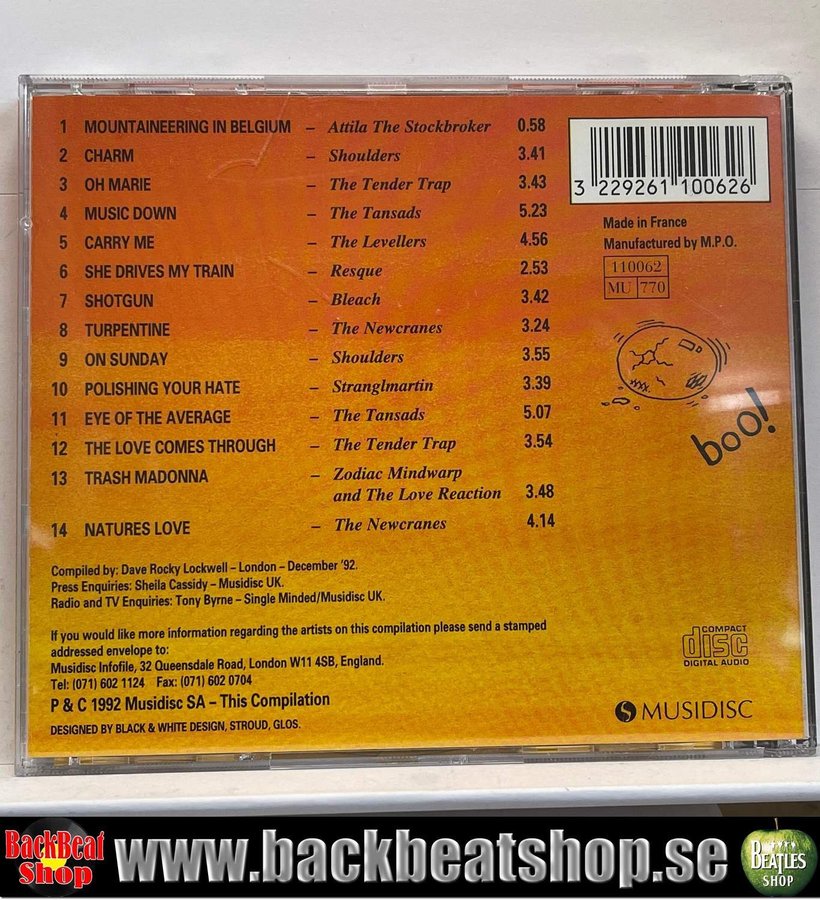 1 MOUNTAINEERING IN BELGIUM – Attila The Stockbroker 0.58
2 CHARM – Shoulders 3.41
3 OH MARIE – The Tender Trap 3.43
4 MUSIC DOWN – The Tansads 5.23
5 CARRY ME – The Levellers 4.56
6 SHE DRIVES MY TRAIN – Resque 2.53
7 SHOTGUN – Bleach 3.42
8 TURPENTINE – The Newcranes 3.24
9 ON SUNDAY – Shoulders 3.55
10 POLISHING YOUR HATE – Stranglmartin 3.39
11 EYE OF THE AVERAGE – The Tansads 5.07
12 THE LOVE COMES THROUGH – The Tender Trap 3.54
13 TRASH MADONNA – Zodiac Mindwarp
and The Love Reaction 3.48
14 NATURES LOVE – The Newcranes 4.14
3 229261 100626
Made in France
Manufactured by M.P.O.
110062
MU 770
boo!
Compiled by: Dave Rocky Lockwell – London – December '92.
Press Enquiries: Sheila Cassidy – Musidisc UK.
Radio and TV Enquiries: Tony Byrne – Single Minded/Musidisc UK.
If you would like more information regarding the artists on this compilation please send a stamped
addressed envelope to:
Musidisc Infofile, 32 Queensdale Road, London W11 4SB, England.
Tel: (071) 602 1124 Fax: (071) 602 0704
P & C 1992 Musidisc SA – This Compilation
DESIGNED BY BLACK & WHITE DESIGN, STROUD, GLOS.
COMPACT
disc
DIGITAL AUDIO
MUSIDISC
BackBeat
Shop
www.backbeatshop.se
BEATLES
SHOP